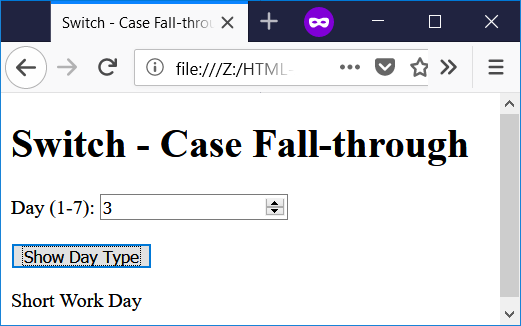 Switch - Case Fall-throu
file:///Z:/HTML-
Switch - Case Fall-through
Day (1-7): 3
Show Day Type
Short Work Day